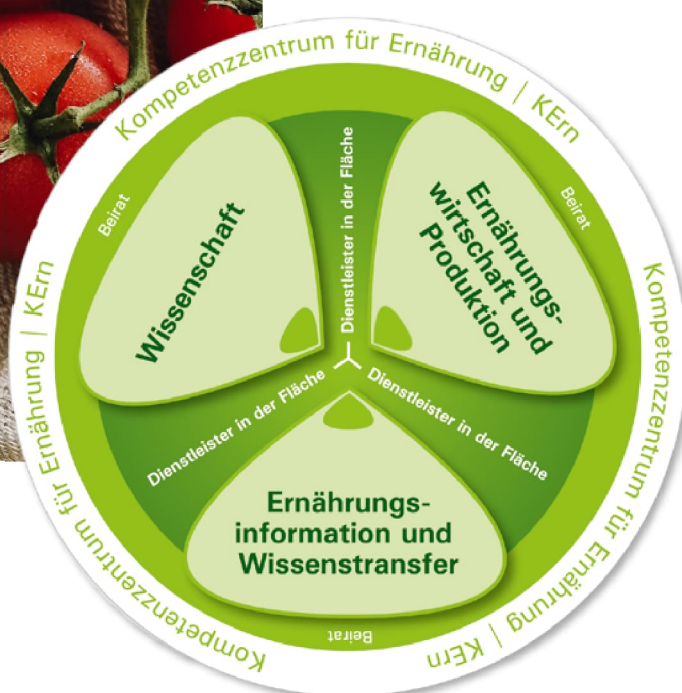 Kompetenzzentrum für Ernährung | KErn
Kompetenzzentrum für Ernährung | KErn
Kompetenzzentrum für Ernährung | KErn
Beirat
Wissenschaft
Dienstleister in der Fläche
Beirat
Ernährungs-
wirtschaft und
Produktion
Dienstleister in der Fläche
Dienstleister in der Fläche
Ernährungs-
information und
Wissenstransfer
Beirat